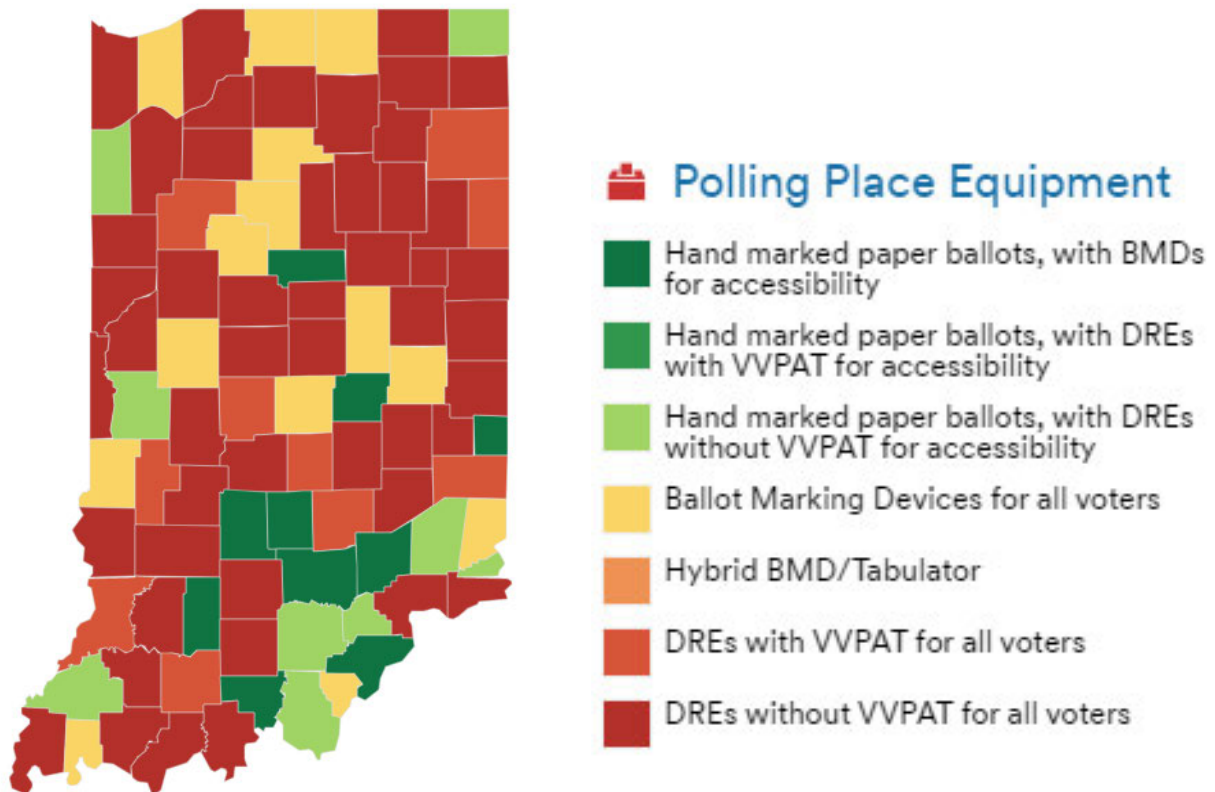 Polling Place Equipment
Hand marked paper ballots, with BMDs
for accessibility
Hand marked paper ballots, with DREs
with VVPAT for accessibility
Hand marked paper ballots, with DREs
without VVPAT for accessibility
Ballot Marking Devices for all voters
Hybrid BMD/Tabulator
DREs with VVPAT for all voters
DREs without VVPAT for all voters